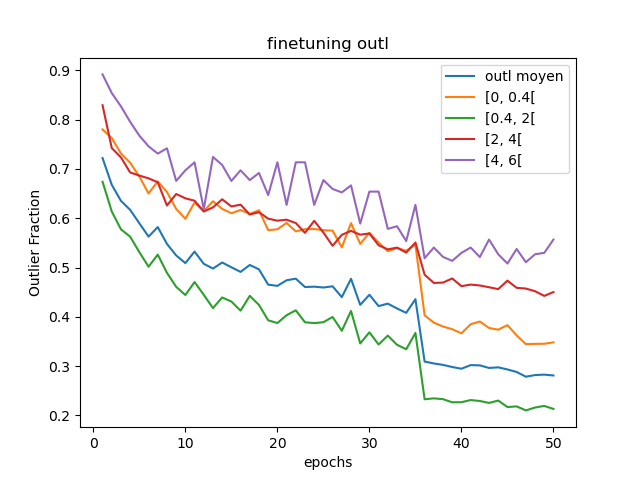 finetuning outl
outl moyen
[0, 0.4[
[0.4, 2[
[2, 4[
[4, 6[
0.9
0.8
0.7
0.6
0.5
0.4
0.3
0.2
Outlier Fraction
0 10 20 30 40 50
epochs